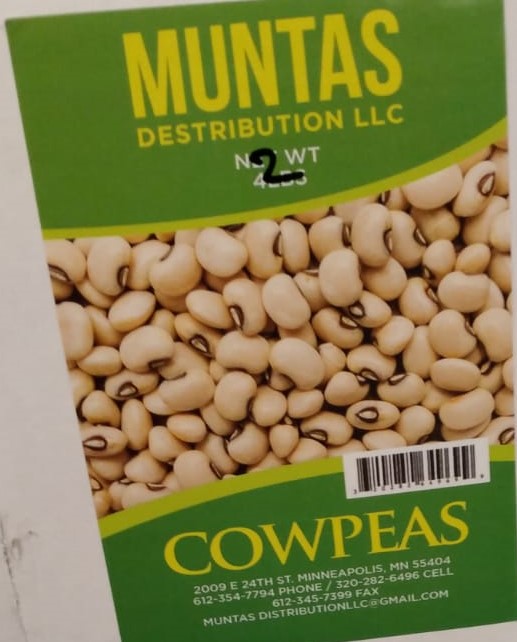 MUNTAS
DESTRIBUTION LLC
2 WT
COWPEAS
2009 E 24TH ST. MINNEAPOLIS, MN 55404
612-354-7794 PHONE / 320-282-6496 CELL
612-345-7399 FAX
MUNTAS DISTRIBUTIONLLC@GMAIL.COM